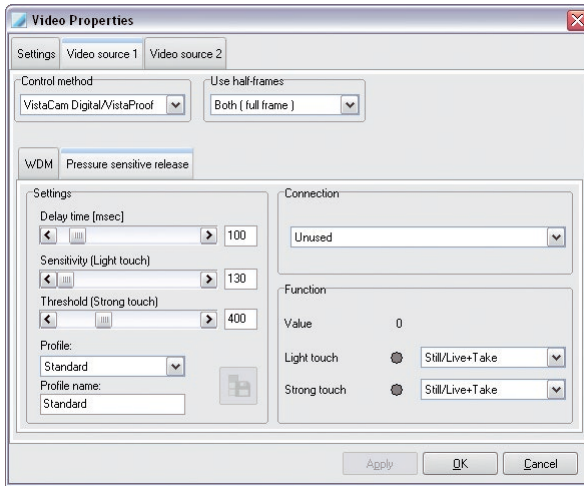 Video Properties
Settings Video source 1 Video source 2
Control method
VistaCam Digital/VistaProof
Use half-frames
Both ( full frame )
WDM Pressure sensitive release
Settings
Delay time [msec]
100
Sensitivity (Light touch)
130
Threshold (Strong touch)
400
Profile:
Standard
Profile name:
Standard
Connection
Unused
Function
Value 0
Light touch Still/Live+Take
Strong touch Still/Live+Take
Apply OK Cancel